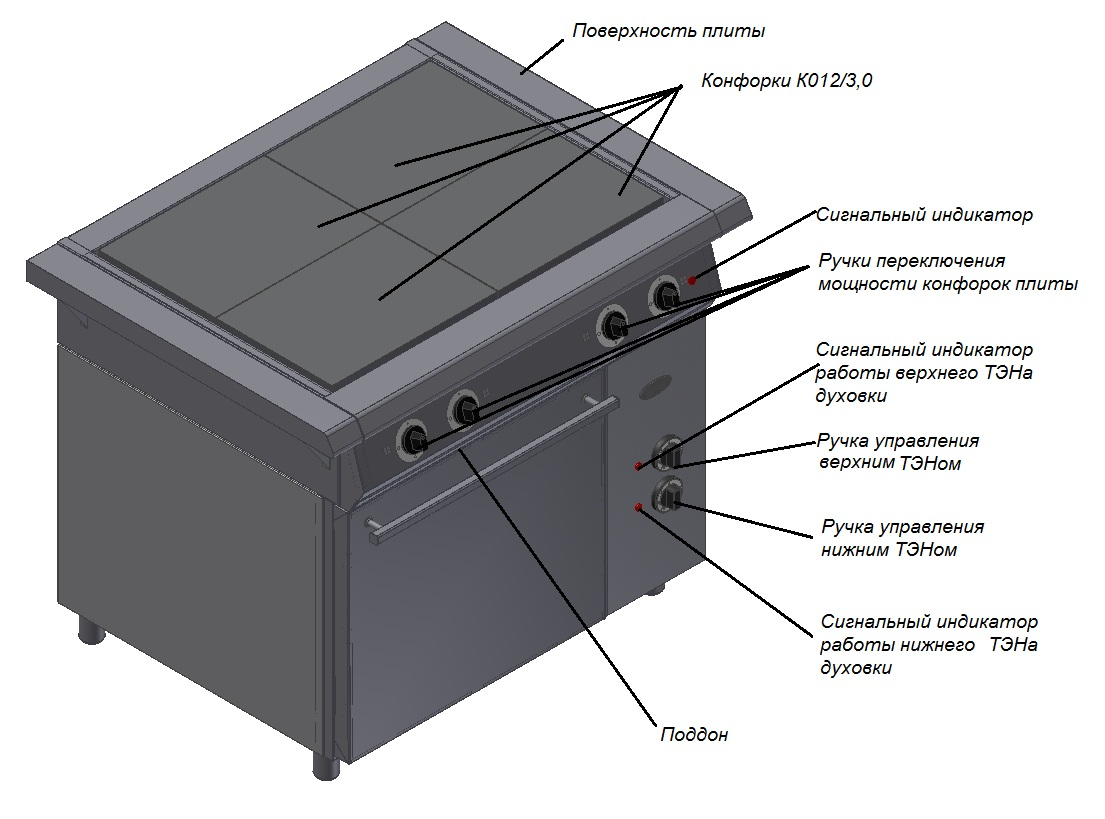 Поверхность плиты
Конфорки К012/3,0
Сигнальный индикатор
Ручки переключения
мощности конфорок плиты
Сигнальный индикатор
работы верхнего ТЭНа
духовки
Ручка управления
верхним ТЭНом
Ручка управления
нижним ТЭНом
Сигнальный индикатор
работы нижнего ТЭНа
духовки
Поддон